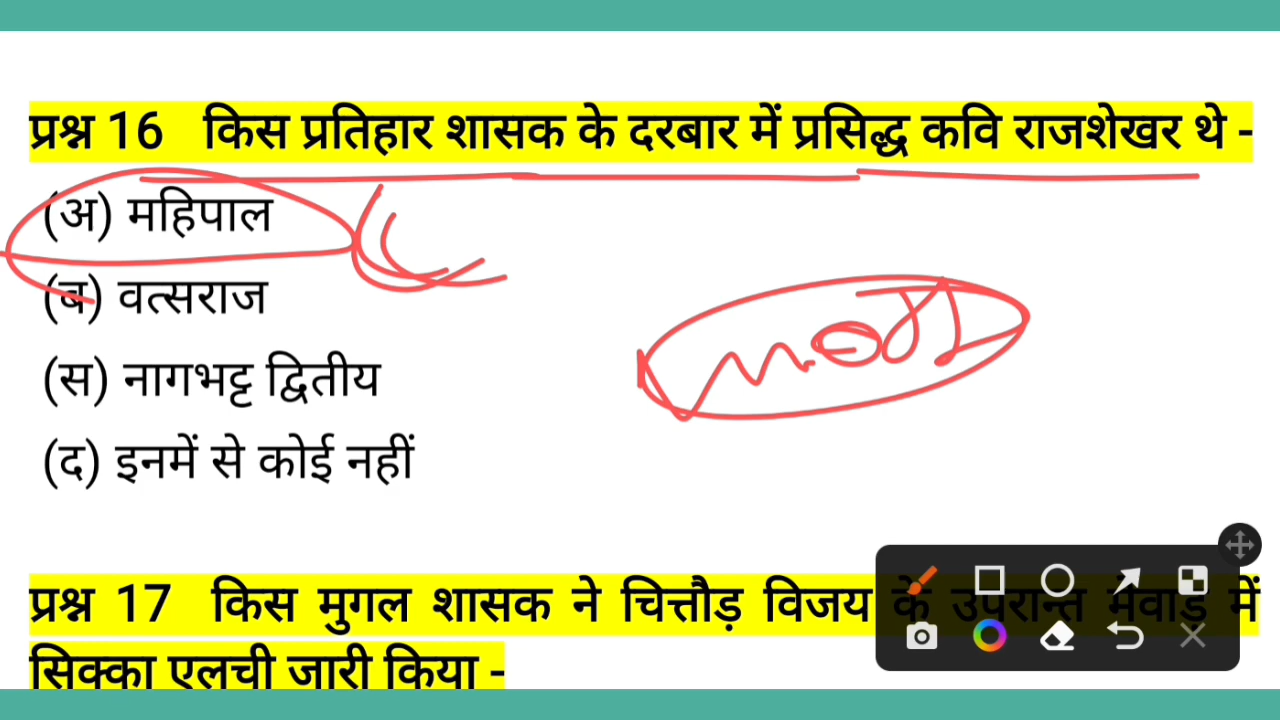 प्रश्न 16 किस प्रतिहार शासक के दरबार में प्रसिद्ध कवि राजशेखर थे -
(अ) महिपाल
(ब) वत्सराज
(स) नागभट्ट द्वितीय
(द) इनमें से कोई नहीं
प्रश्न 17 किस मुगल शासक ने चित्तौड़ विजय के उपरान्त मेवाड़ में
सिक्का एलची जारी किया -